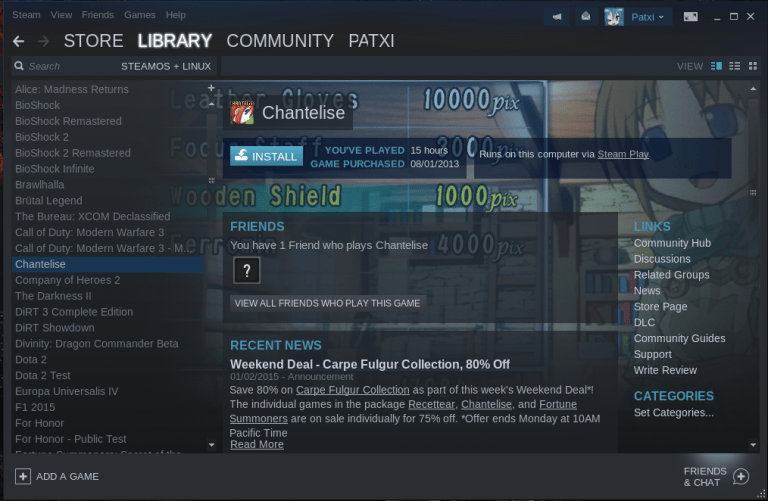 Steam View Friends Games Help
Patxi
STORE LIBRARY COMMUNITY PATXI
Search STEAMOS + LINUX
VIEW
Alice: Madness Returns
BioShock
BioShock Remastered
BioShock 2
BioShock 2 Remastered
BioShock Infinite
Brawlhalla
Brütal Legend
The Bureau: XCOM Declassified
Call of Duty: Modern Warfare 3
Call of Duty: Modern Warfare 3 - M...
Chantelise
Company of Heroes 2
The Darkness II
DiRT 3 Complete Edition
DiRT Showdown
Divinity: Dragon Commander Beta
Dota 2
Dota 2 Test
Europa Universalis IV
F1 2015
For Honor
For Honor - Public Test
Leather Gloves 10000pix
Chantelise
Focus Staff 3000
INSTALL
YOU'VE PLAYED 15 hours
GAME PURCHASED 08/01/2013
Runs on this computer via Steam Play
Wooden Shield 1000pix
4000pix
FRIENDS
You have 1 Friend who plays Chantelise
?
VIEW ALL FRIENDS WHO PLAY THIS GAME
RECENT NEWS
Weekend Deal - Carpe Fulgur Collection, 80% Off
01/02/2015 - Announcement
Save 80% on Carpe Fulgur Collection as part of this week's Weekend Deal*!
The individual games in the package Recettear, Chantelise, and Fortune
Summoners are on sale individually for 75% off. *Offer ends Monday at 10AM
Pacific Time
Read More
LINKS
Community Hub
Discussions
Related Groups
News
Store Page
DLC
Community Guides
Support
Write Review
CATEGORIES
Set Categories...
ADD A GAME
FRIENDS
& CHAT